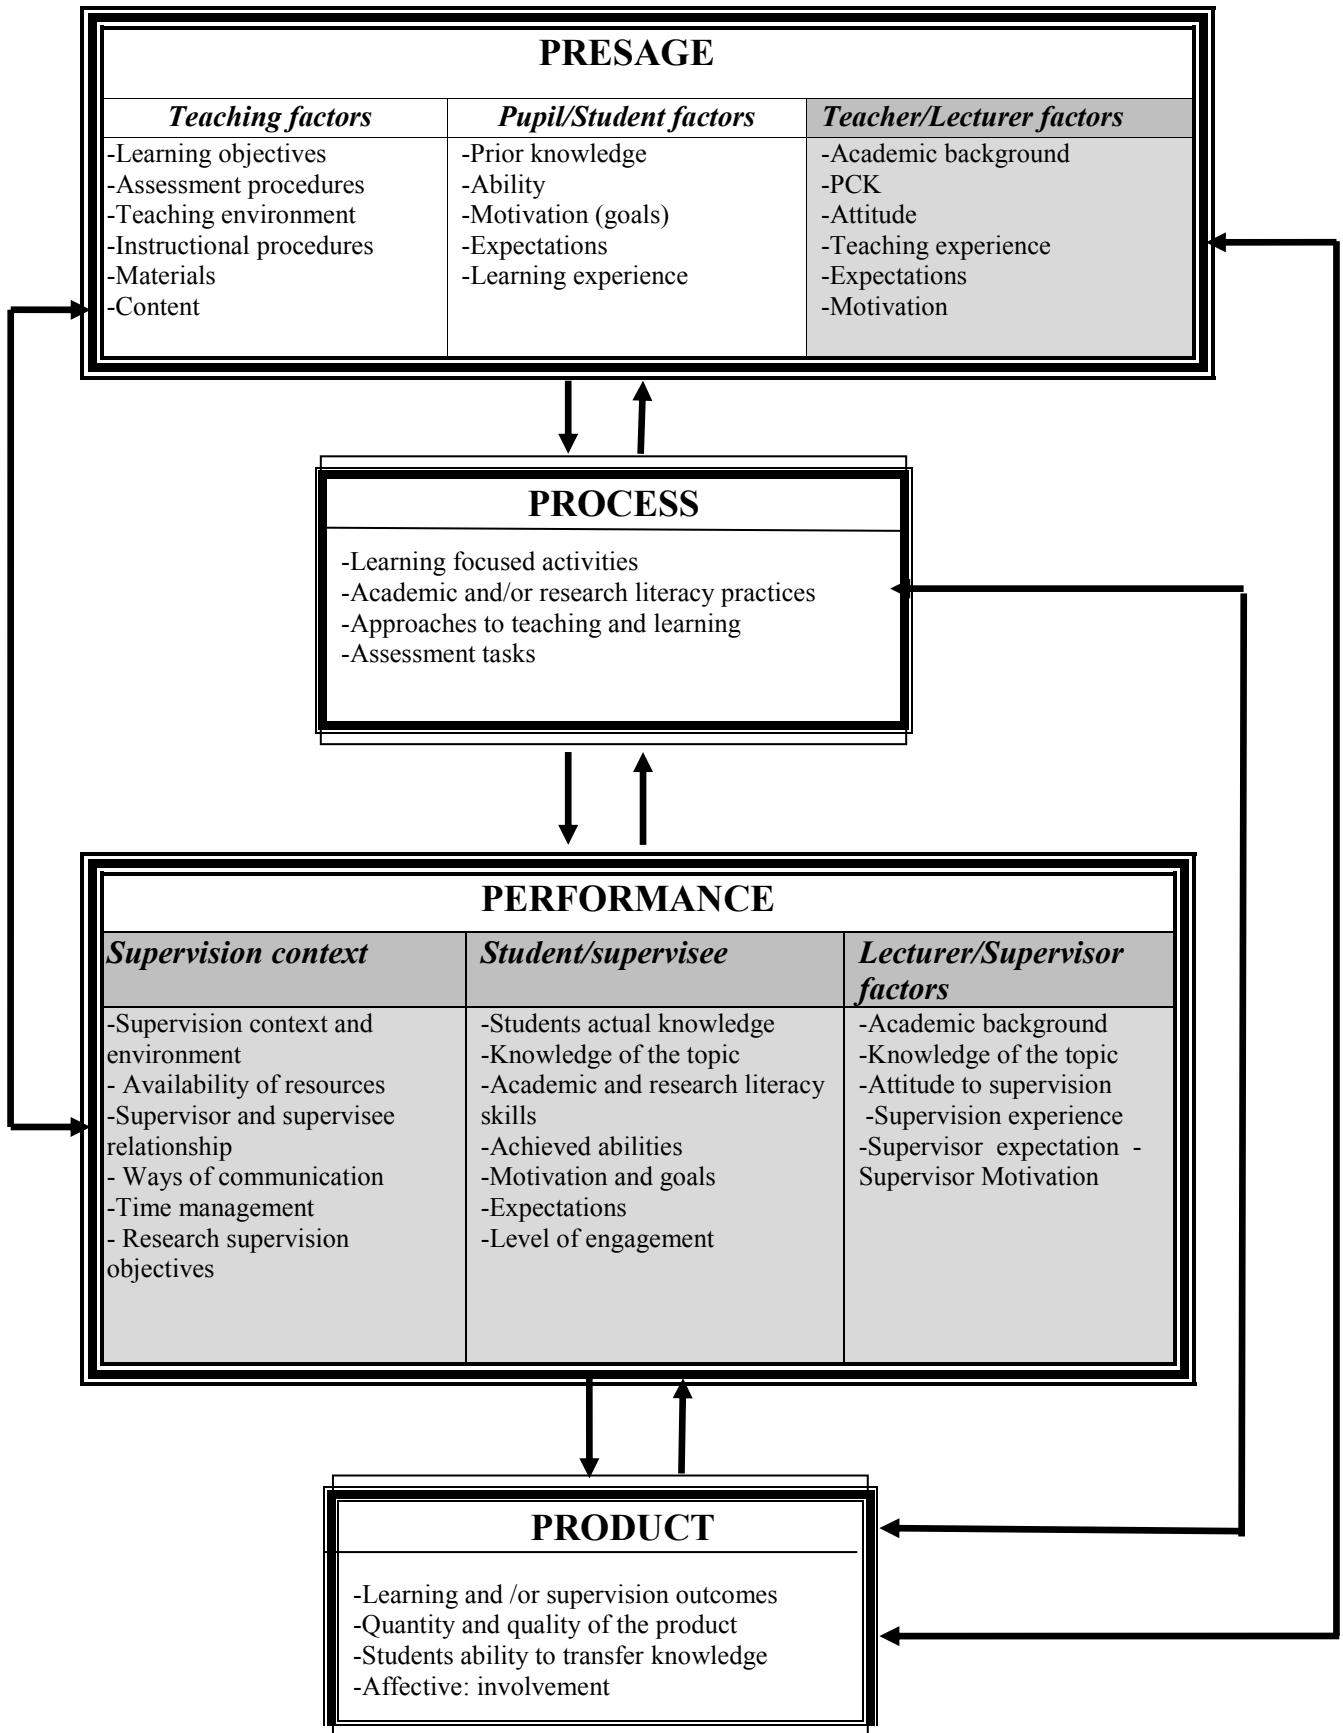 PRESAGE
Teaching factors
-Learning objectives
-Assessment procedures
-Teaching environment
-Instructional procedures
-Materials
-Content
Pupil/Student factors
-Prior knowledge
-Ability
-Motivation (goals)
-Expectations
-Learning experience
Teacher/Lecturer factors
-Academic background
-PCK
-Attitude
-Teaching experience
-Expectations
-Motivation
PROCESS
-Learning focused activities
-Academic and/or research literacy practices
-Approaches to teaching and learning
-Assessment tasks
PERFORMANCE
Supervision context
-Supervision context and
environment
- Availability of resources
-Supervisor and supervisee
relationship
- Ways of communication
-Time management
- Research supervision
objectives
Student/supervisee
-Students actual knowledge
-Knowledge of the topic
-Academic and research literacy
skills
-Achieved abilities
-Motivation and goals
-Expectations
-Level of engagement
Lecturer/Supervisor
factors
-Academic background
-Knowledge of the topic
-Attitude to supervision
-Supervision experience
-Supervisor expectation -
Supervisor Motivation
PRODUCT
-Learning and /or supervision outcomes
-Quantity and quality of the product
-Students ability to transfer knowledge
-Affective: involvement